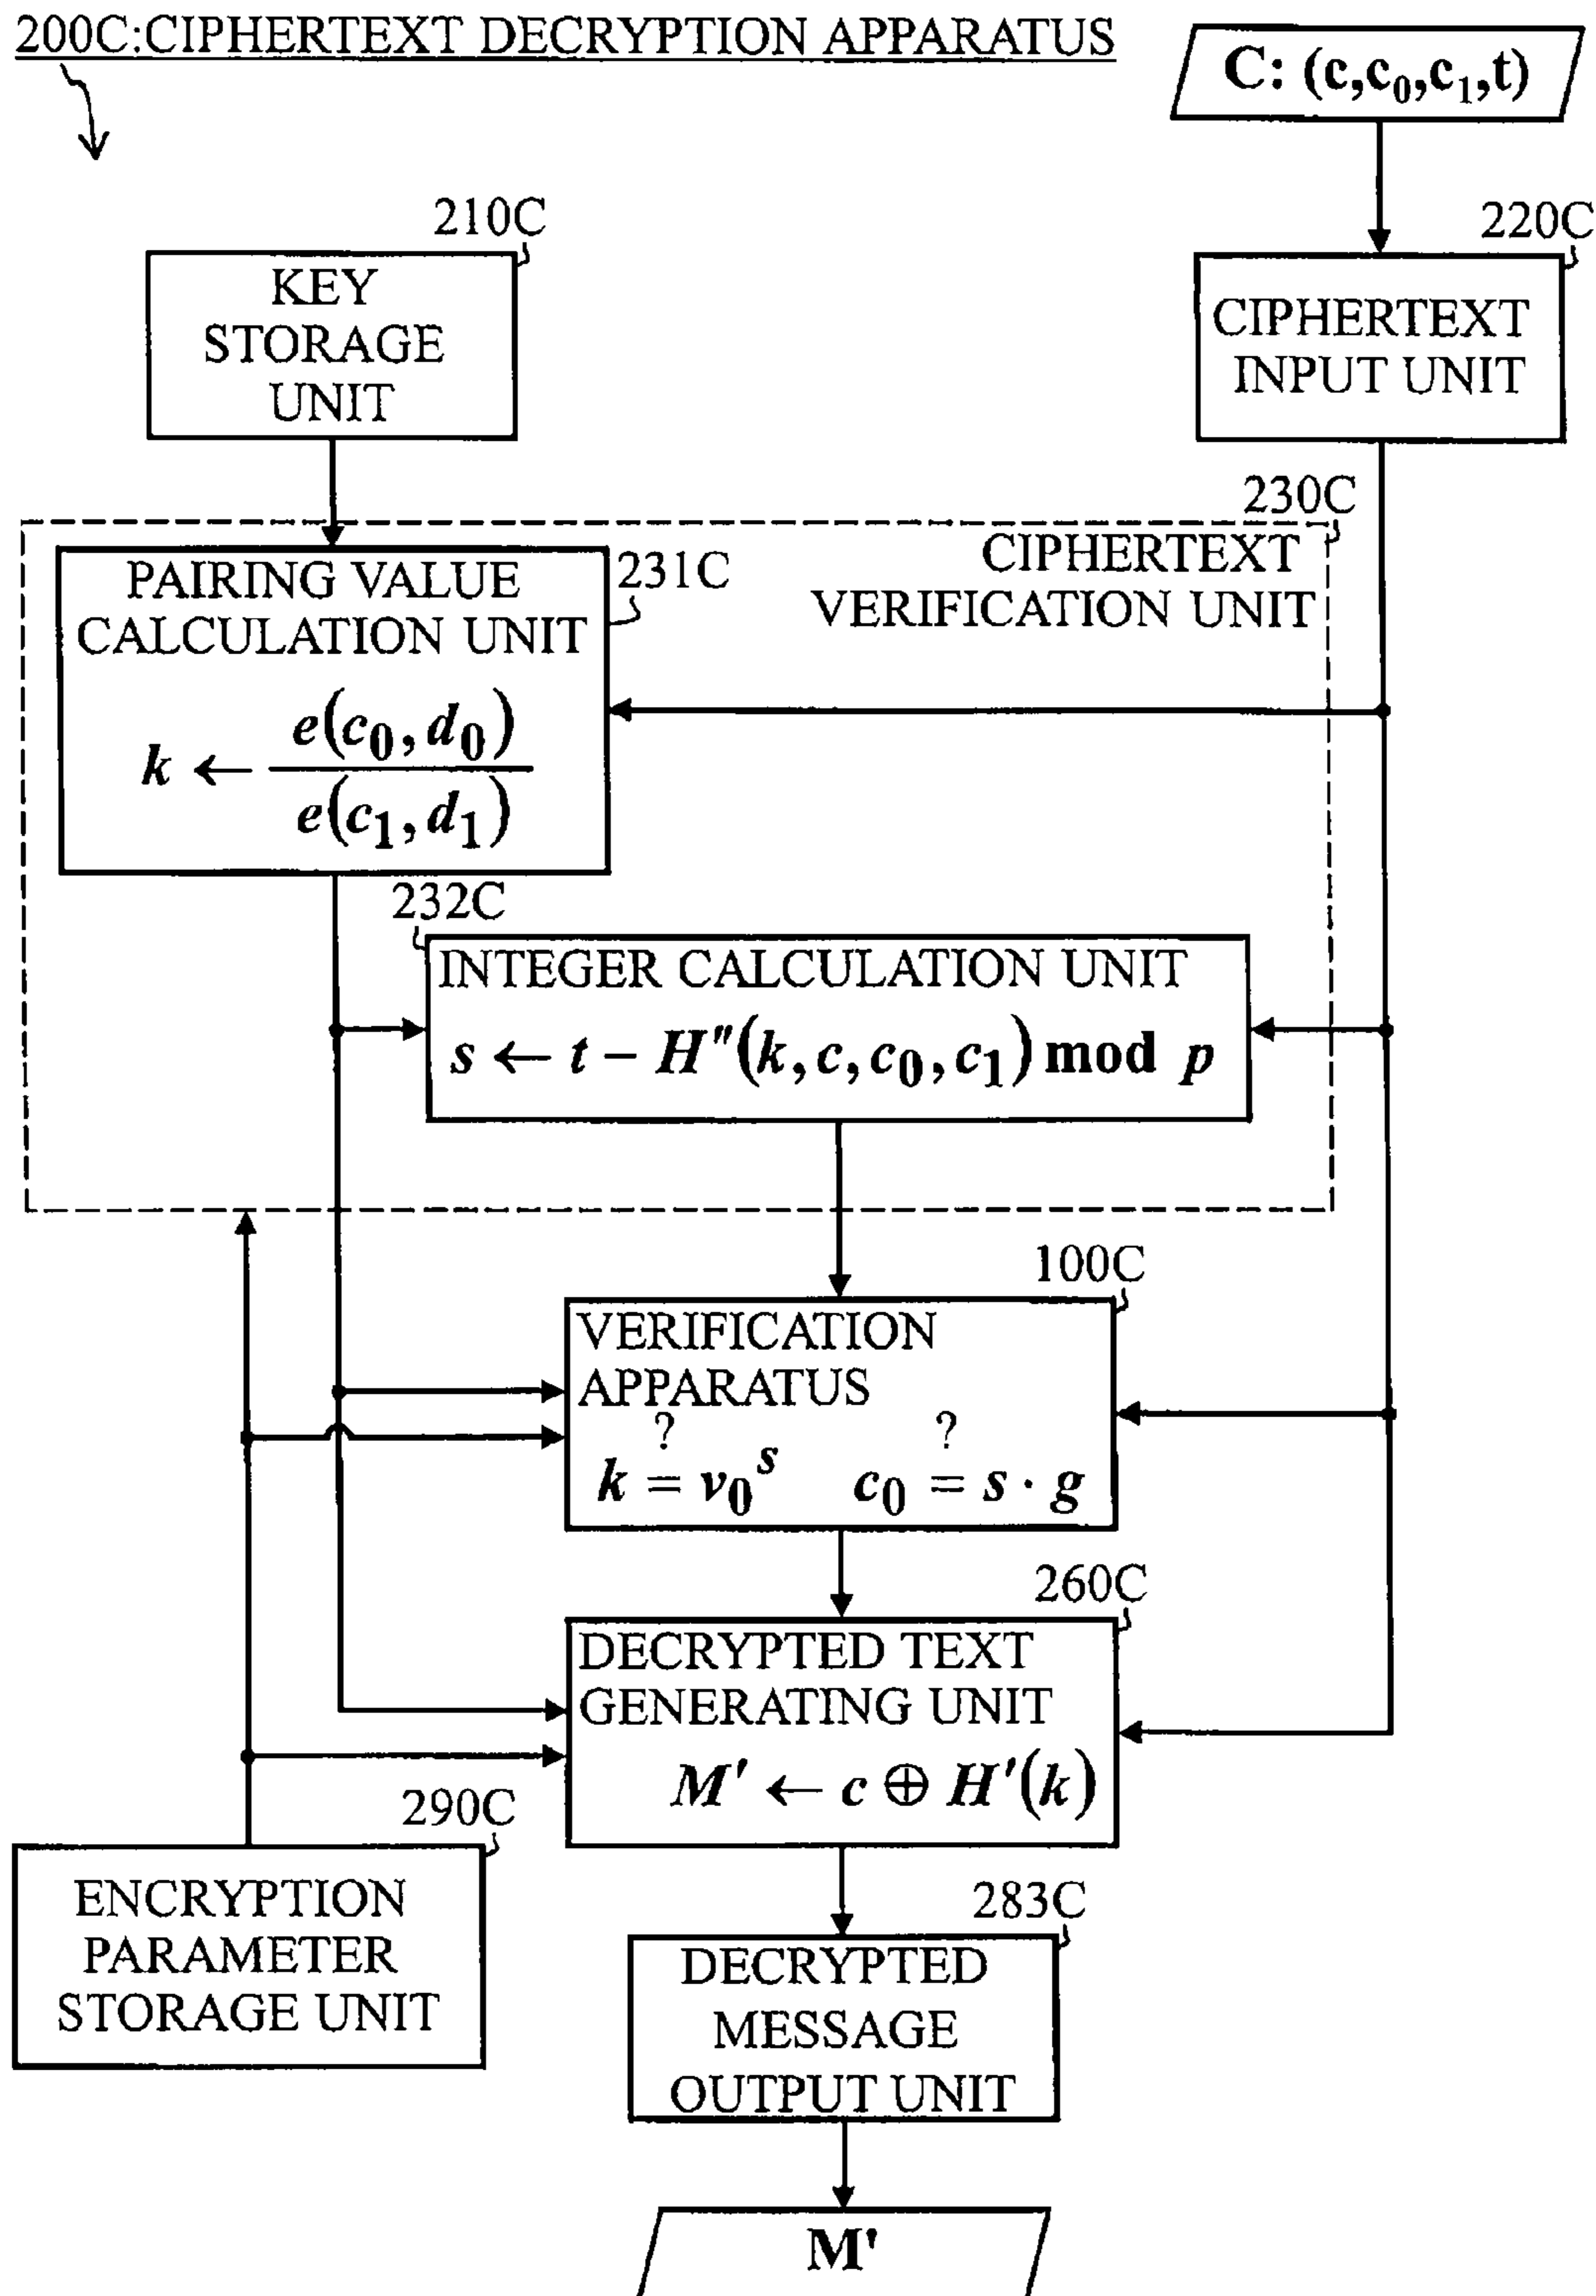 200C:CIPHERTEXT DECRYPTION APPARATUS
C: (c,c₀,c₁,t)
210C
KEY
STORAGE
UNIT
220C
CIPHERTEXT
INPUT UNIT
230C
CIPHERTEXT
VERIFICATION UNIT
231C
PAIRING VALUE
CALCULATION UNIT
k ← e(c₀, d₀) / e(c₁, d₁)
232C
INTEGER CALCULATION UNIT
s ← t − H″(k, c, c₀, c₁) mod p
100C
VERIFICATION
APPARATUS
? ?
k = v₀ˢ c₀ = s · g
260C
DECRYPTED TEXT
GENERATING UNIT
M′ ← c ⊕ H′(k)
290C
ENCRYPTION
PARAMETER
STORAGE UNIT
283C
DECRYPTED
MESSAGE
OUTPUT UNIT
M'